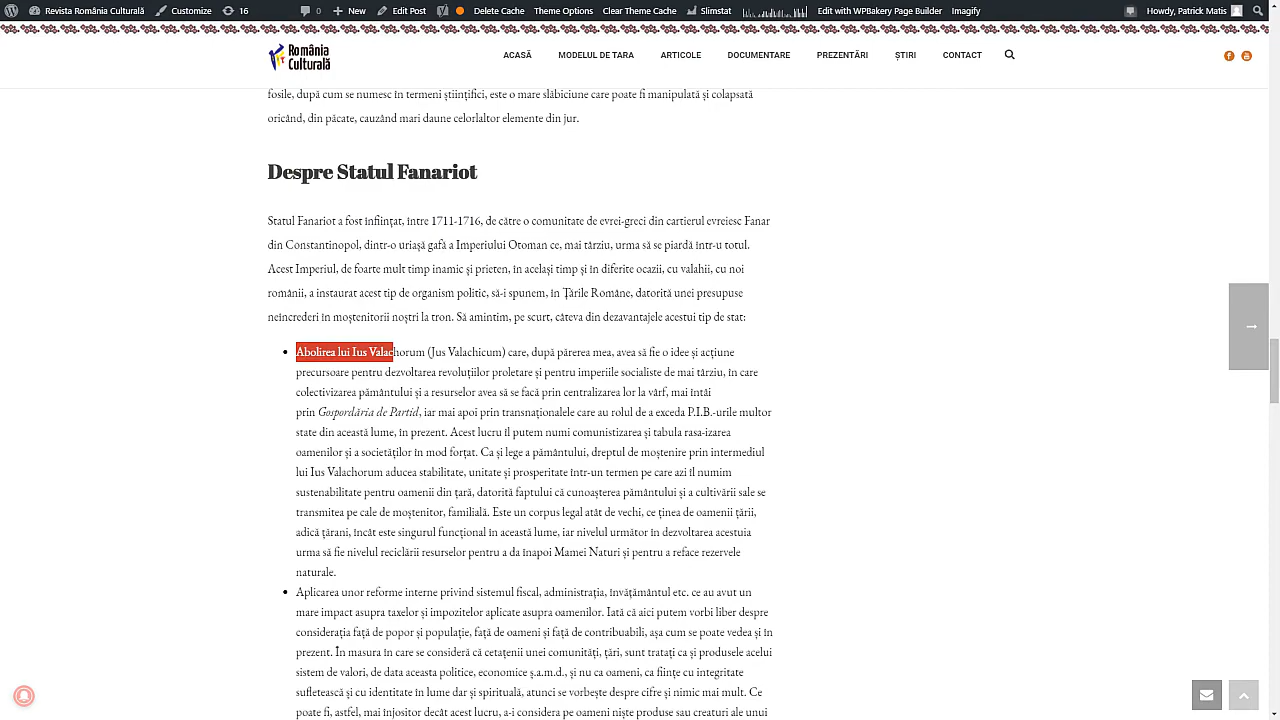 Revista România Culturală Customize 16 0 New Edit Post Delete Cache Theme Options Clear Theme Cache Slimstat Edit with WPBakery Page Builder Imagify Howdy, Patrick Matis
România
Culturală
ACASĂ MODELUL DE TARA ARTICOLE DOCUMENTARE PREZENTĂRI ȘTIRI CONTACT
fosile, după cum se numesc în termeni științifici, este o mare slăbiciune care poate fi manipulată și colapsată
oricând, din păcate, cauzând mari daune celorlaltor elemente din jur.
Despre Statul Fanariot
Statul Fanariot a fost înființat, între 1711-1716, de către o comunitate de evrei-greci din cartierul evreiesc Fanar
din Constantinopol, dintr-o uriașă gafă a Imperiului Otoman ce, mai târziu, urma să se piardă într-u totul.
Acest Imperiul, de foarte mult timp inamic și prieten, în același timp și în diferite ocazii, cu valahii, cu noi
românii, a instaurat acest tip de organism politic, să-i spunem, în Țările Române, datorită unei presupuse
neîncrederi în moștenitorii noștri la tron. Să amintim, pe scurt, câteva din dezavantajele acestui tip de stat:
Abolirea lui Ius Valachorum (Jus Valachicum) care, după părerea mea, avea să fie o idee și acțiune
precursoare pentru dezvoltarea revoluțiilor proletare și pentru imperiile socialiste de mai târziu, în care
colectivizarea pământului și a resurselor avea să se facă prin centralizarea lor la vârf, mai întâi
prin Gospordăria de Partid, iar mai apoi prin transnaționalele care au rolul de a exceda P.I.B.-urile multor
state din această lume, în prezent. Acest lucru îl putem numi comunistizarea și tabula rasa-izarea
oamenilor și a societăților în mod forțat. Ca și lege a pământului, dreptul de moștenire prin intermediul
lui Ius Valachorum aducea stabilitate, unitate și prosperitate într-un termen pe care azi îl numim
sustenabilitate pentru oamenii din țară, datorită faptului că cunoașterea pământului și a cultivării sale se
transmitea pe cale de moștenitor, familială. Este un corpus legal atât de vechi, ce ținea de oamenii țării,
adică țărani, încât este singurul funcțional în această lume, iar nivelul următor în dezvoltarea acestuia
urma să fie nivelul reciclării resurselor pentru a da înapoi Mamei Naturi și pentru a reface rezervele
naturale.
Aplicarea unor reforme interne privind sistemul fiscal, administrația, învățământul etc. ce au avut un
mare impact asupra taxelor și impozitelor aplicate asupra oamenilor. Iată că aici putem vorbi liber despre
considerația față de popor și populație, față de oameni și față de contribuabili, așa cum se poate vedea și în
prezent. În masura în care se consideră că cetațenii unei comunități, țări, sunt tratați ca și produsele acelui
sistem de valori, de data aceasta politice, economice ș.a.m.d., și nu ca oameni, ca ființe cu integritate
sufletească și cu identitate în lume dar și spirituală, atunci se vorbește despre cifre și nimic mai mult. Ce
poate fi, astfel, mai înjositor decât acest lucru, a-i considera pe oameni niște produse sau creaturi ale unui